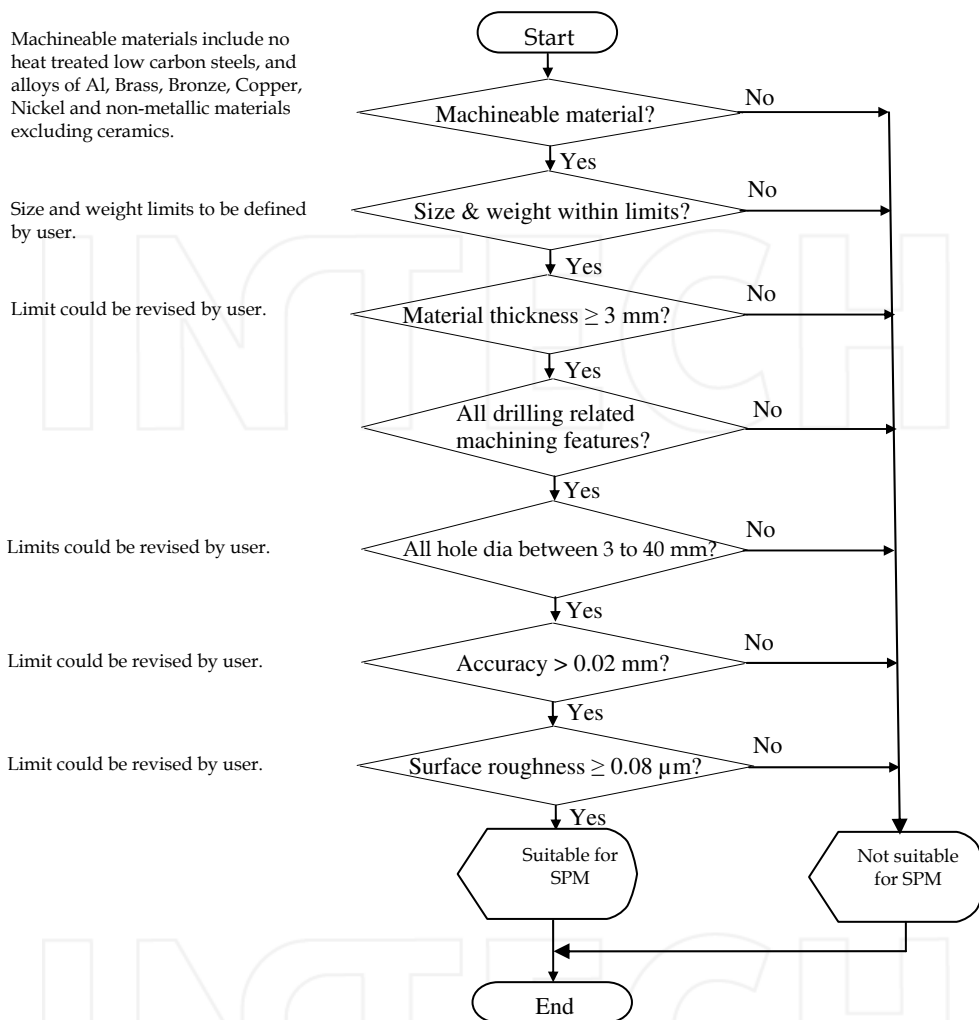 Start
Machineable materials include no
heat treated low carbon steels, and
alloys of Al, Brass, Bronze, Copper,
Nickel and non-metallic materials
excluding ceramics.
Machineable material?
No
Yes
Size and weight limits to be defined
by user.
Size & weight within limits?
No
Yes
Limit could be revised by user.
Material thickness ≥ 3 mm?
No
Yes
All drilling related
machining features?
No
Yes
Limits could be revised by user.
All hole dia between 3 to 40 mm?
No
Yes
Limit could be revised by user.
Accuracy > 0.02 mm?
No
Yes
Limit could be revised by user.
Surface roughness ≥ 0.08 µm?
No
Yes
Suitable for
SPM
Not suitable
for SPM
End
INTECH
INTECH